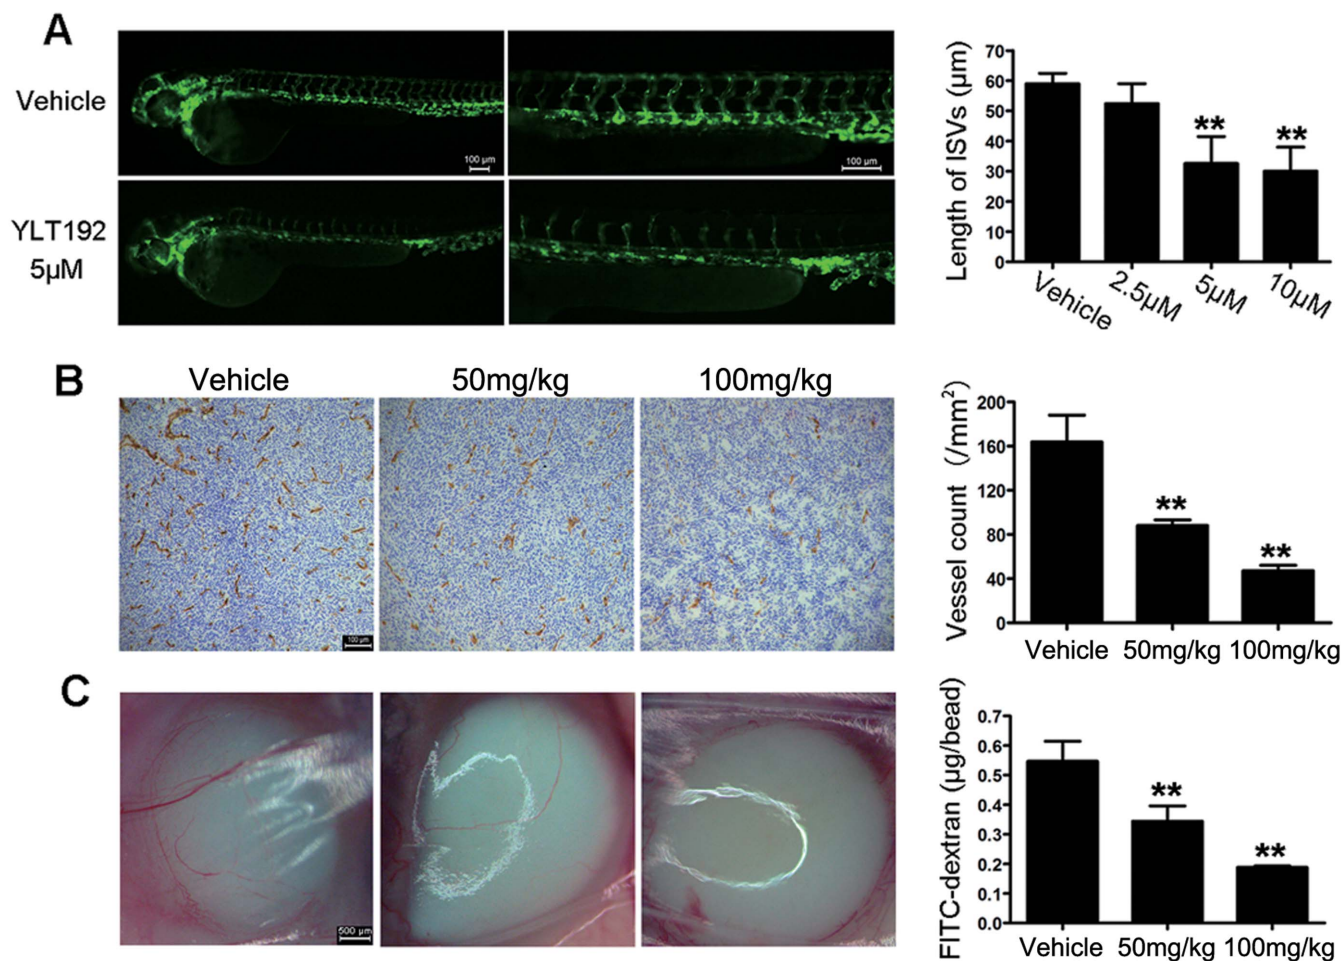 A
Vehicle
100 µm
100 µm
YLT192
5µM
Length of ISVs (µm)
70
60
50
40
30
20
10
0
**
**
Vehicle
2.5µM
5µM
10µM
B
Vehicle
50mg/kg
100mg/kg
100 µm
Vessel count (/mm²)
200
160
120
80
40
0
**
**
Vehicle
50mg/kg
100mg/kg
C
500 µm
FITC-dextran (µg/bead)
0.7
0.6
0.5
0.4
0.3
0.2
0.1
0.0
**
**
Vehicle
50mg/kg
100mg/kg